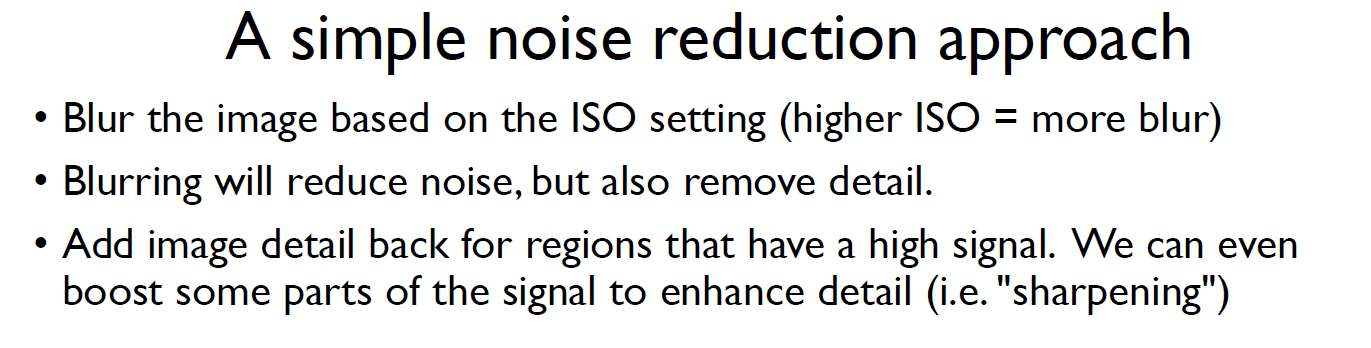 A simple noise reduction approach
• Blur the image based on the ISO setting (higher ISO = more blur)
• Blurring will reduce noise, but also remove detail.
• Add image detail back for regions that have a high signal. We can even
boost some parts of the signal to enhance detail (i.e. "sharpening")